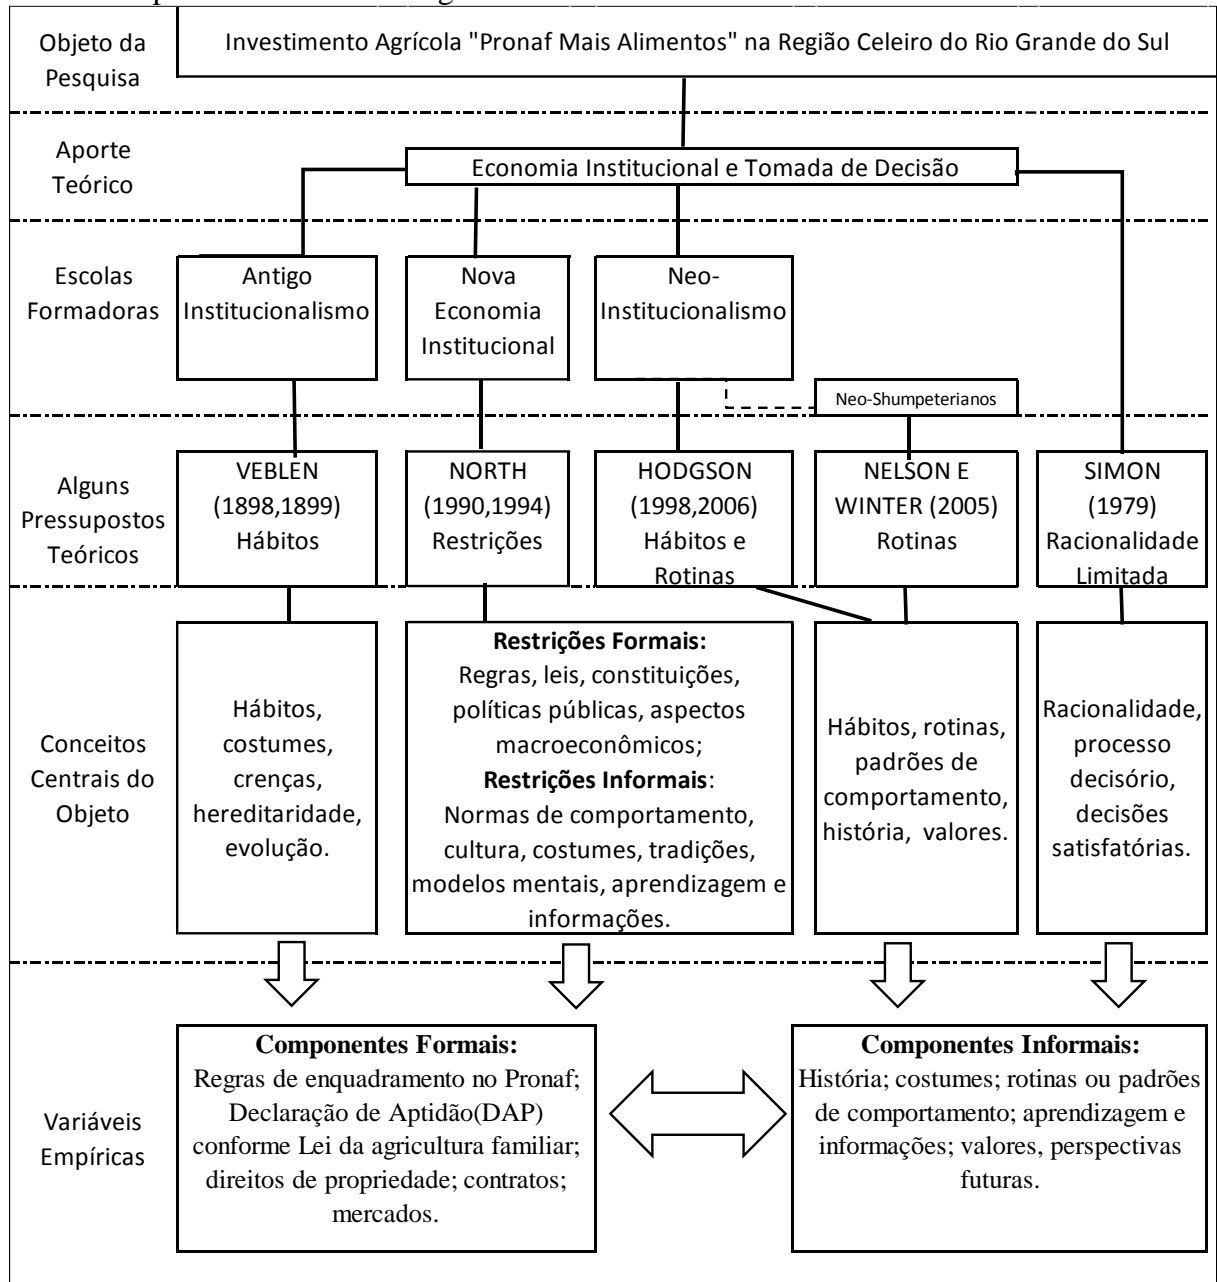 Objeto da
Pesquisa
Investimento Agrícola "Pronaf Mais Alimentos" na Região Celeiro do Rio Grande do Sul
Aporte
Teórico
Economia Institucional e Tomada de Decisão
Escolas
Formadoras
Antigo
Institucionalismo
Nova
Economia
Institucional
Neo-
Institucionalismo
Neo-Shumpeterianos
Alguns
Pressupostos
Teóricos
VEBLEN
(1898,1899)
Hábitos
NORTH
(1990,1994)
Restrições
HODGSON
(1998,2006)
Hábitos e
Rotinas
NELSON E
WINTER (2005)
Rotinas
SIMON
(1979)
Racionalidade
Limitada
Conceitos
Centrais do
Objeto
Hábitos,
costumes,
crenças,
hereditaridade,
evolução.
Restrições Formais:
Regras, leis, constituições,
políticas públicas, aspectos
macroeconômicos;
Restrições Informais:
Normas de comportamento,
cultura, costumes, tradições,
modelos mentais, aprendizagem e
informações.
Hábitos, rotinas,
padrões de
comportamento,
história, valores.
Racionalidade,
processo
decisório,
decisões
satisfatórias.
Variáveis
Empíricas
Componentes Formais:
Regras de enquadramento no Pronaf;
Declaração de Aptidão(DAP)
conforme Lei da agricultura familiar;
direitos de propriedade; contratos;
mercados.
Componentes Informais:
História; costumes; rotinas ou padrões
de comportamento; aprendizagem e
informações; valores, perspectivas
futuras.